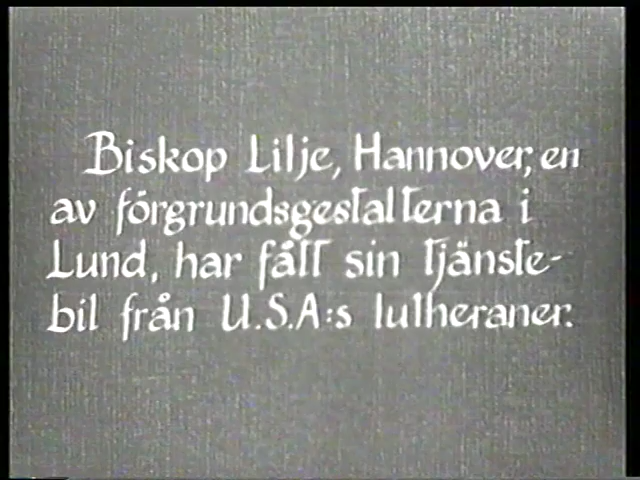 Biskop Lilje, Hannover, en
av förgrundsgestalterna i
Lund, har fått sin tjänste-
bil från U.S.A:s lutheraner.